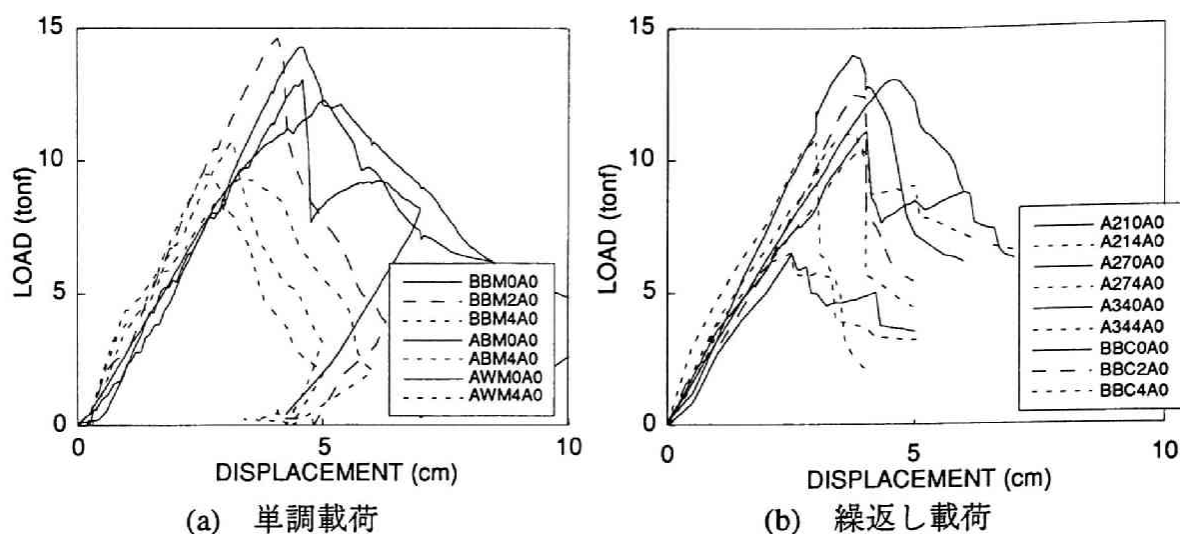 15
10
5
0
LOAD (tonf)
0
5
10
DISPLACEMENT (cm)
BBM0A0
BBM2A0
BBM4A0
ABM0A0
ABM4A0
AWM0A0
AWM4A0
(a) 単調載荷
15
10
5
0
LOAD (tonf)
0
5
10
DISPLACEMENT (cm)
A210A0
A214A0
A270A0
A274A0
A340A0
A344A0
BBC0A0
BBC2A0
BBC4A0
(b) 繰返し載荷